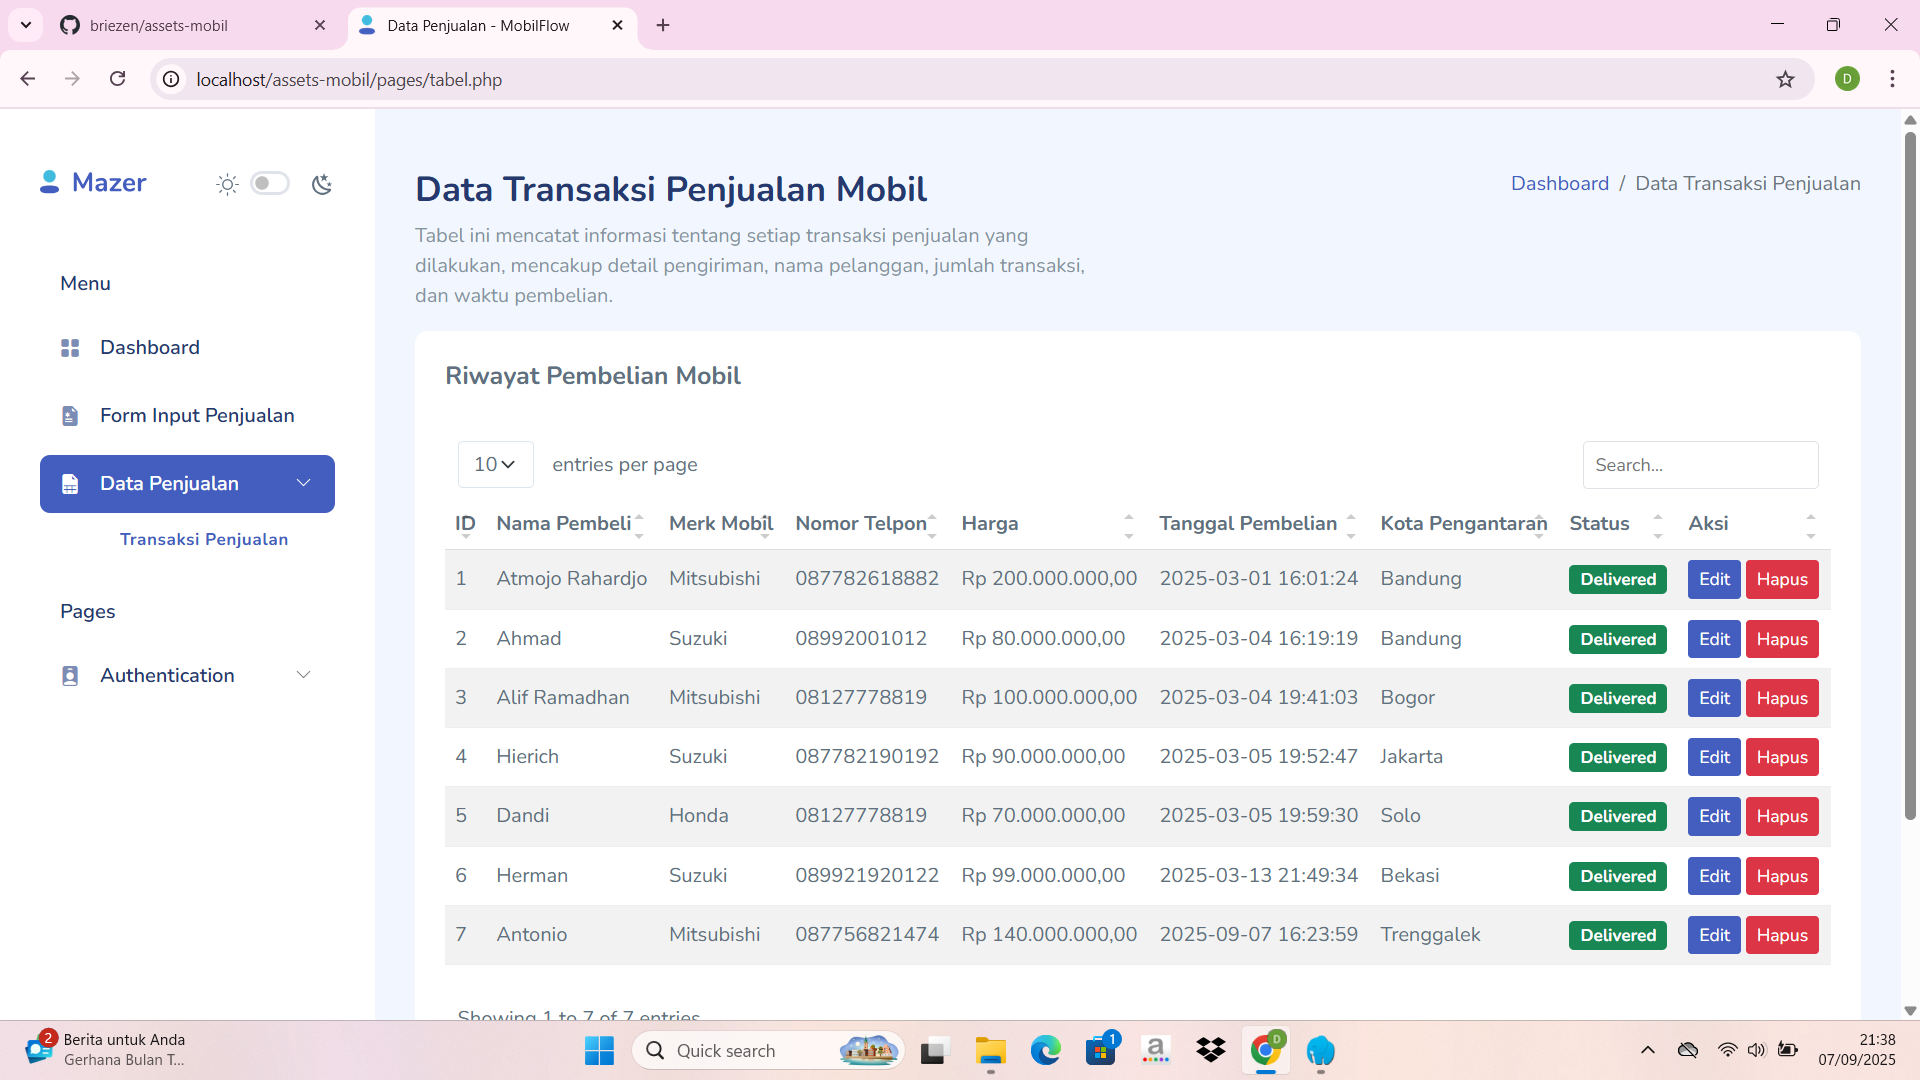 briezen/assets-mobil
Data Penjualan - MobilFlow
localhost/assets-mobil/pages/tabel.php
D
Mazer
Menu
Dashboard
Form Input Penjualan
Data Penjualan
Transaksi Penjualan
Pages
Authentication
Data Transaksi Penjualan Mobil
Dashboard / Data Transaksi Penjualan
Tabel ini mencatat informasi tentang setiap transaksi penjualan yang
dilakukan, mencakup detail pengiriman, nama pelanggan, jumlah transaksi,
dan waktu pembelian.
Riwayat Pembelian Mobil
10 entries per page
Search...
ID Nama Pembeli Merk Mobil Nomor Telpon Harga Tanggal Pembelian Kota Pengantaran Status Aksi
1 Atmojo Rahardjo Mitsubishi 087782618882 Rp 200.000.000,00 2025-03-01 16:01:24 Bandung Delivered Edit Hapus
2 Ahmad Suzuki 08992001012 Rp 80.000.000,00 2025-03-04 16:19:19 Bandung Delivered Edit Hapus
3 Alif Ramadhan Mitsubishi 08127778819 Rp 100.000.000,00 2025-03-04 19:41:03 Bogor Delivered Edit Hapus
4 Hierich Suzuki 087782190192 Rp 90.000.000,00 2025-03-05 19:52:47 Jakarta Delivered Edit Hapus
5 Dandi Honda 08127778819 Rp 70.000.000,00 2025-03-05 19:59:30 Solo Delivered Edit Hapus
6 Herman Suzuki 089921920122 Rp 99.000.000,00 2025-03-13 21:49:34 Bekasi Delivered Edit Hapus
7 Antonio Mitsubishi 087756821474 Rp 140.000.000,00 2025-09-07 16:23:59 Trenggalek Delivered Edit Hapus
Showing 1 to 7 of 7 entries
2
Berita untuk Anda
Gerhana Bulan T...
Quick search
1
a
D
21:38
07/09/2025